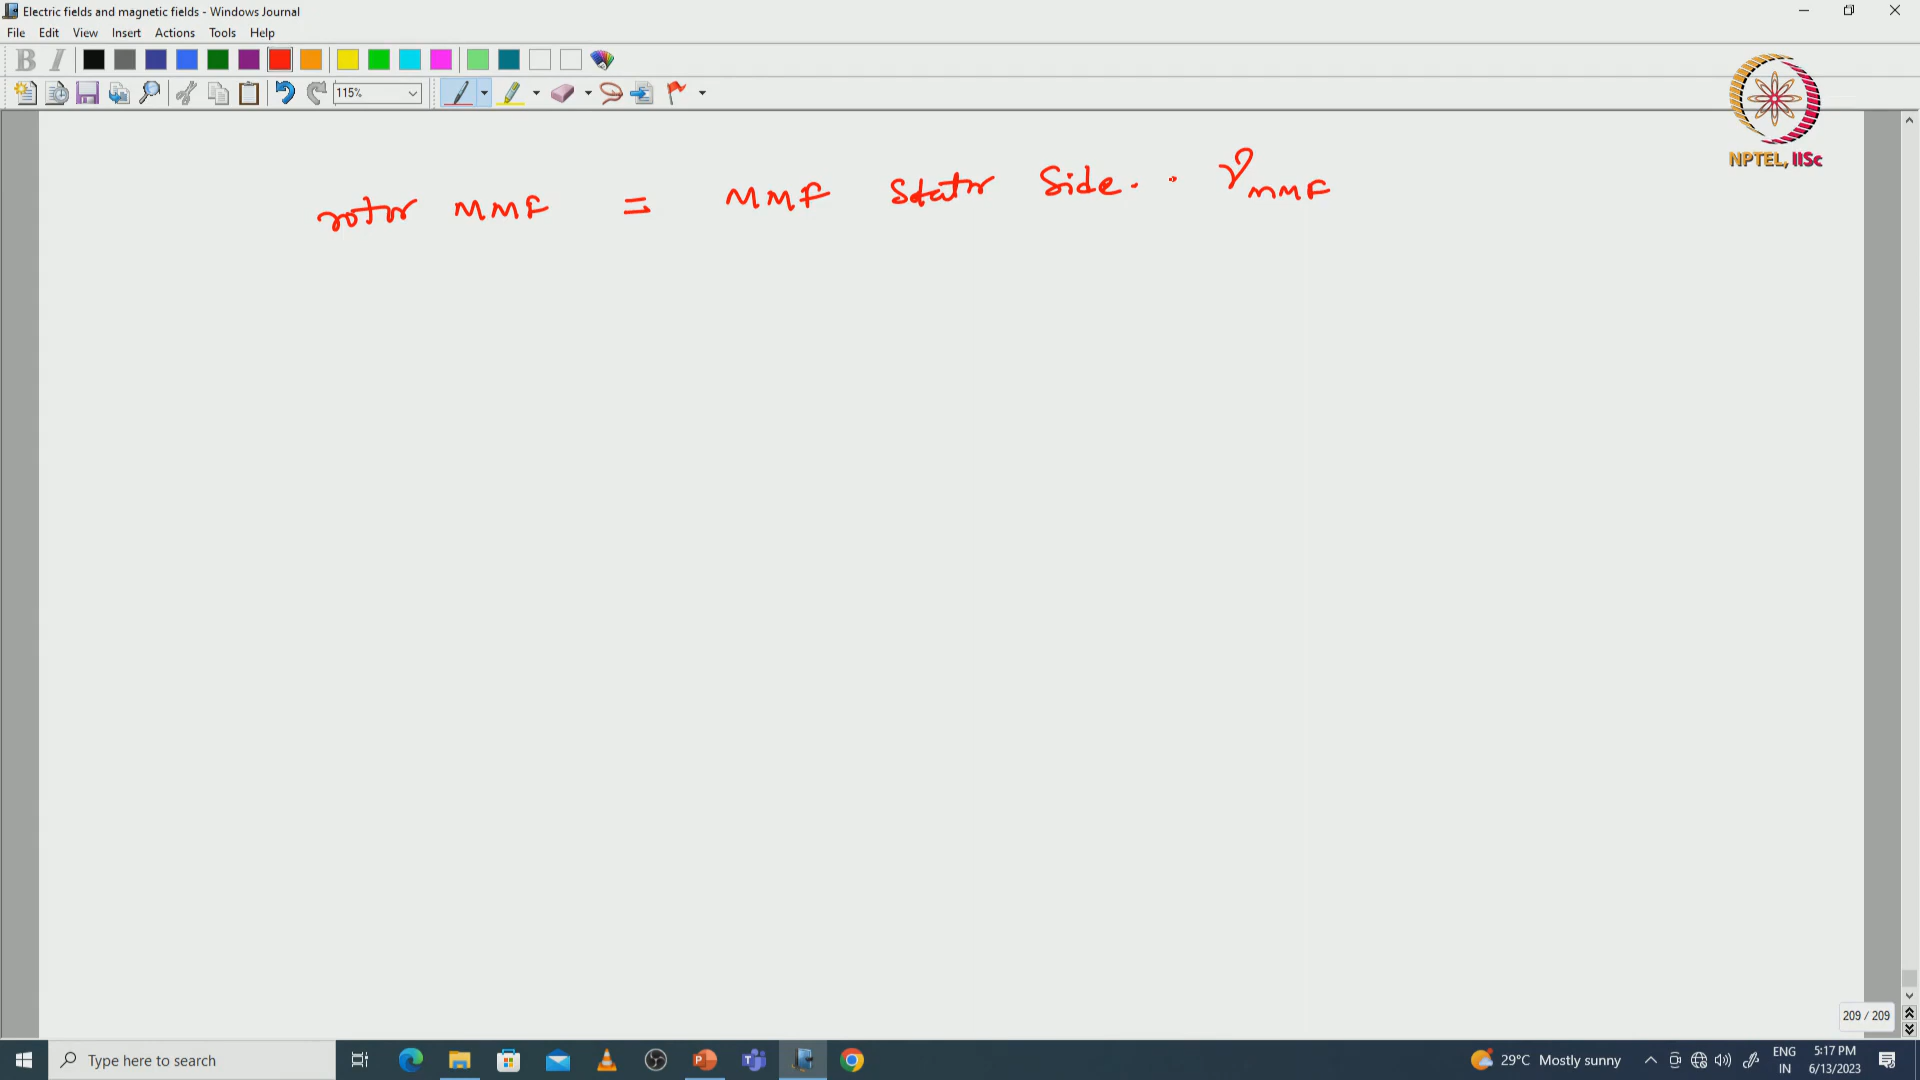 Electric fields and magnetic fields - Windows Journal
File Edit View Insert Actions Tools Help
B I
115%
NPTEL, IISc
rotor MMF = MMF Stator Side.. γMMF
209 / 209
Type here to search
29°C Mostly sunny
ENG
IN
5:17 PM
6/13/2023